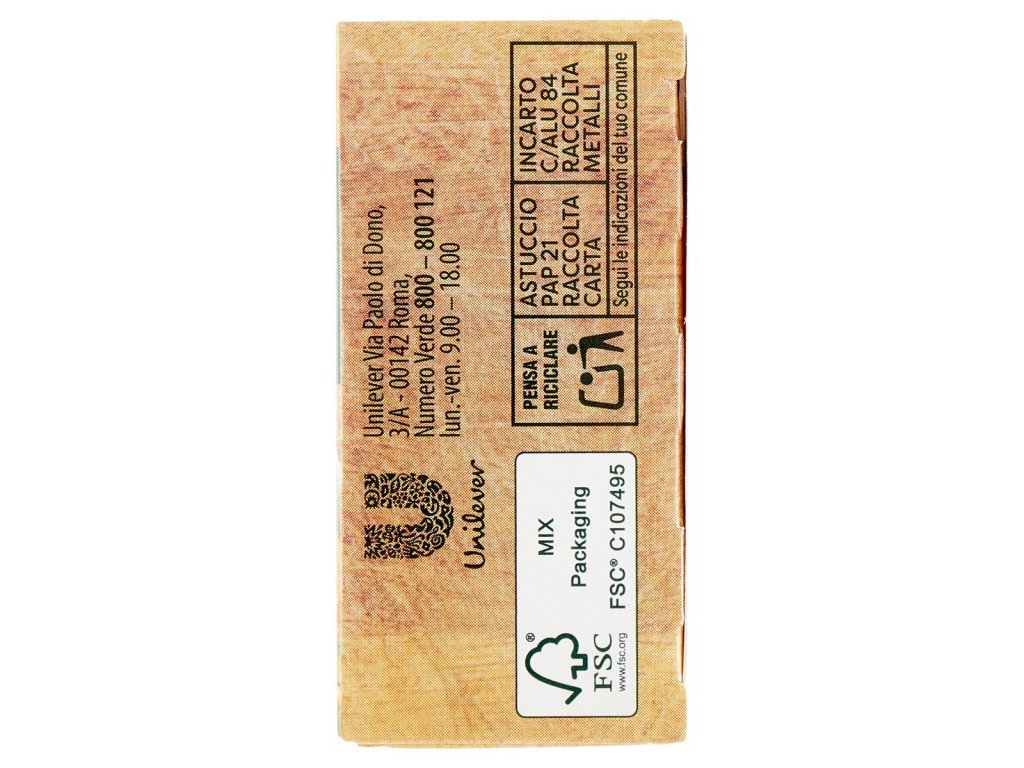 Unilever
Unilever Via Paolo di Dono,
3/A - 00142 Roma,
Numero Verde 800 – 800 121
lun.-ven. 9.00 – 18.00
PENSA A
RICICLARE
ASTUCCIO
PAP 21
RACCOLTA
CARTA
INCARTO
C/ALU 84
RACCOLTA
METALLI
Segui le indicazioni del tuo comune
®
FSC
www.fsc.org
MIX
Packaging
FSC® C107495